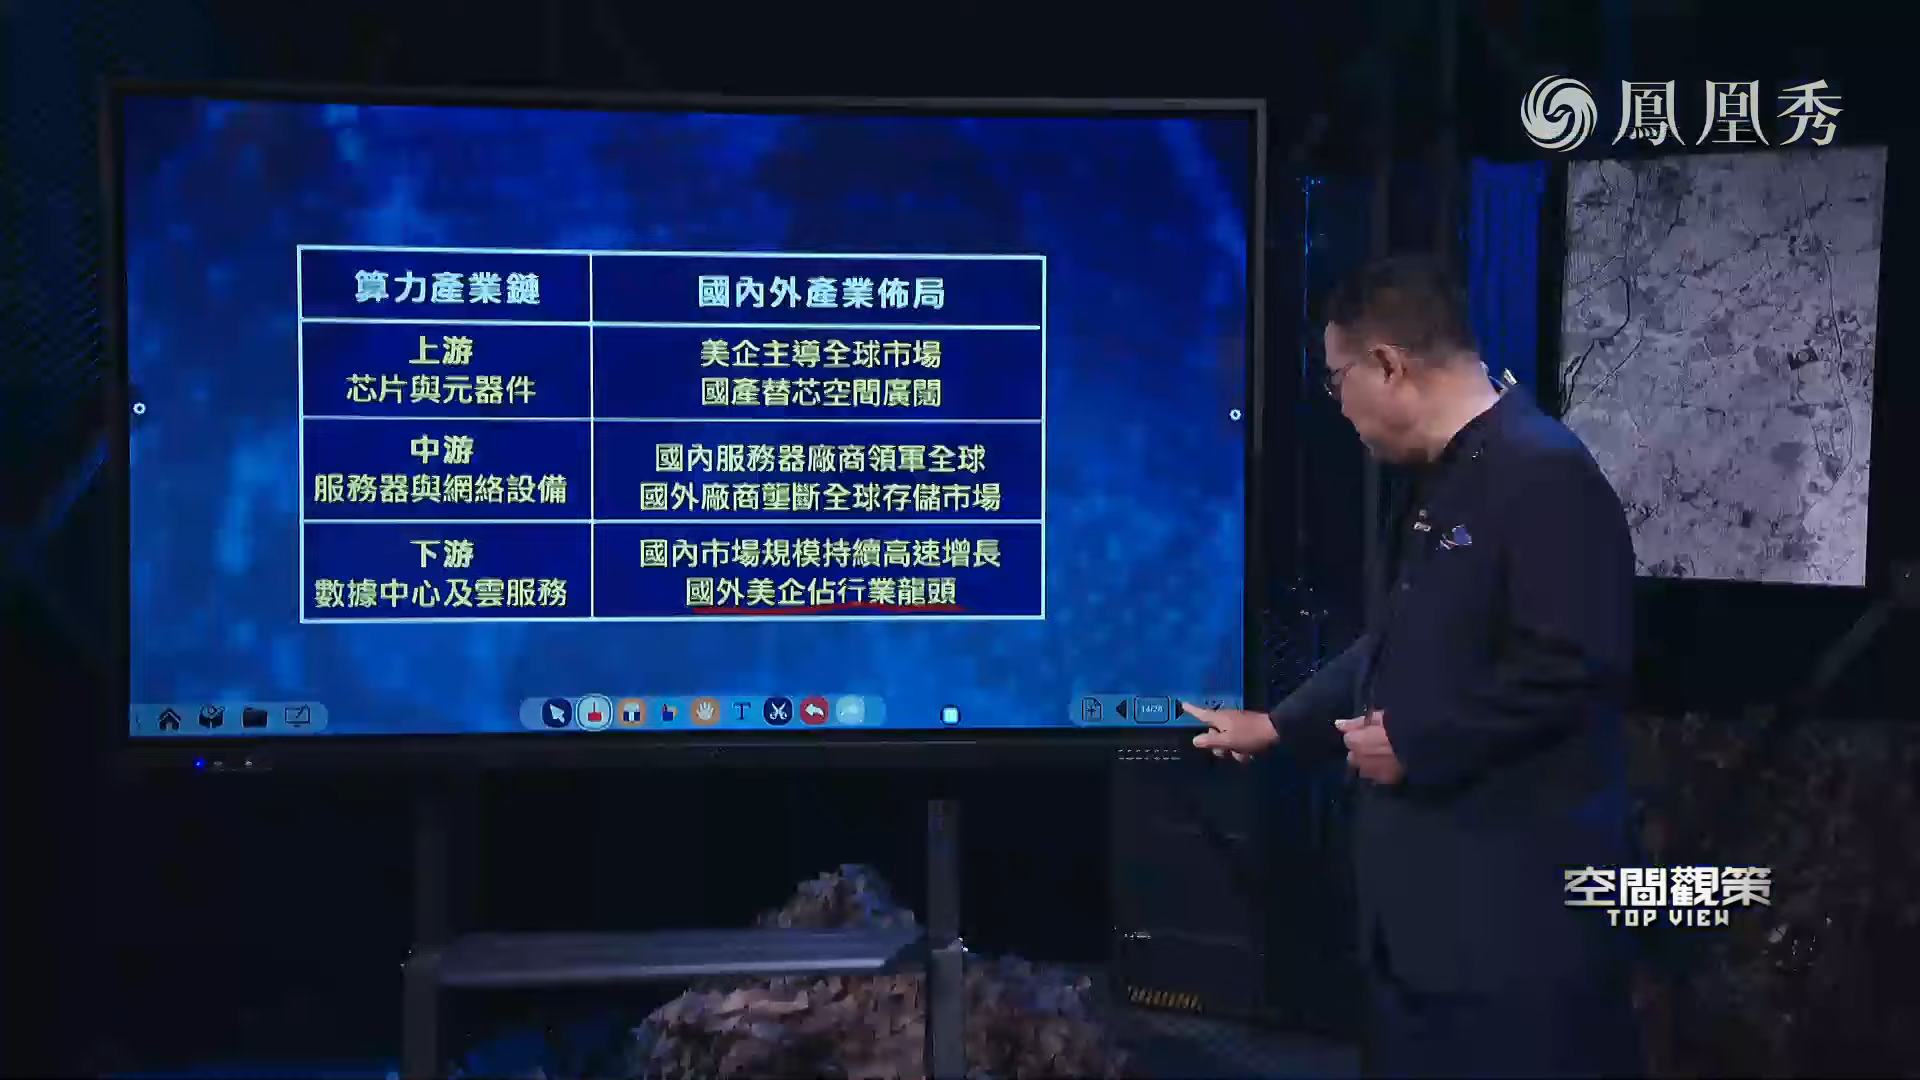 鳳凰秀
算力產業鏈
國內外產業佈局
上游
芯片與元器件
美企主導全球市場
國產替芯空間廣闊
中游
服務器與網絡設備
國內服務器廠商領軍全球
國外廠商壟斷全球存儲市場
下游
數據中心及雲服務
國內市場規模持續高速增長
國外美企佔行業龍頭
T
14/20
空間觀策
TOP VIEW